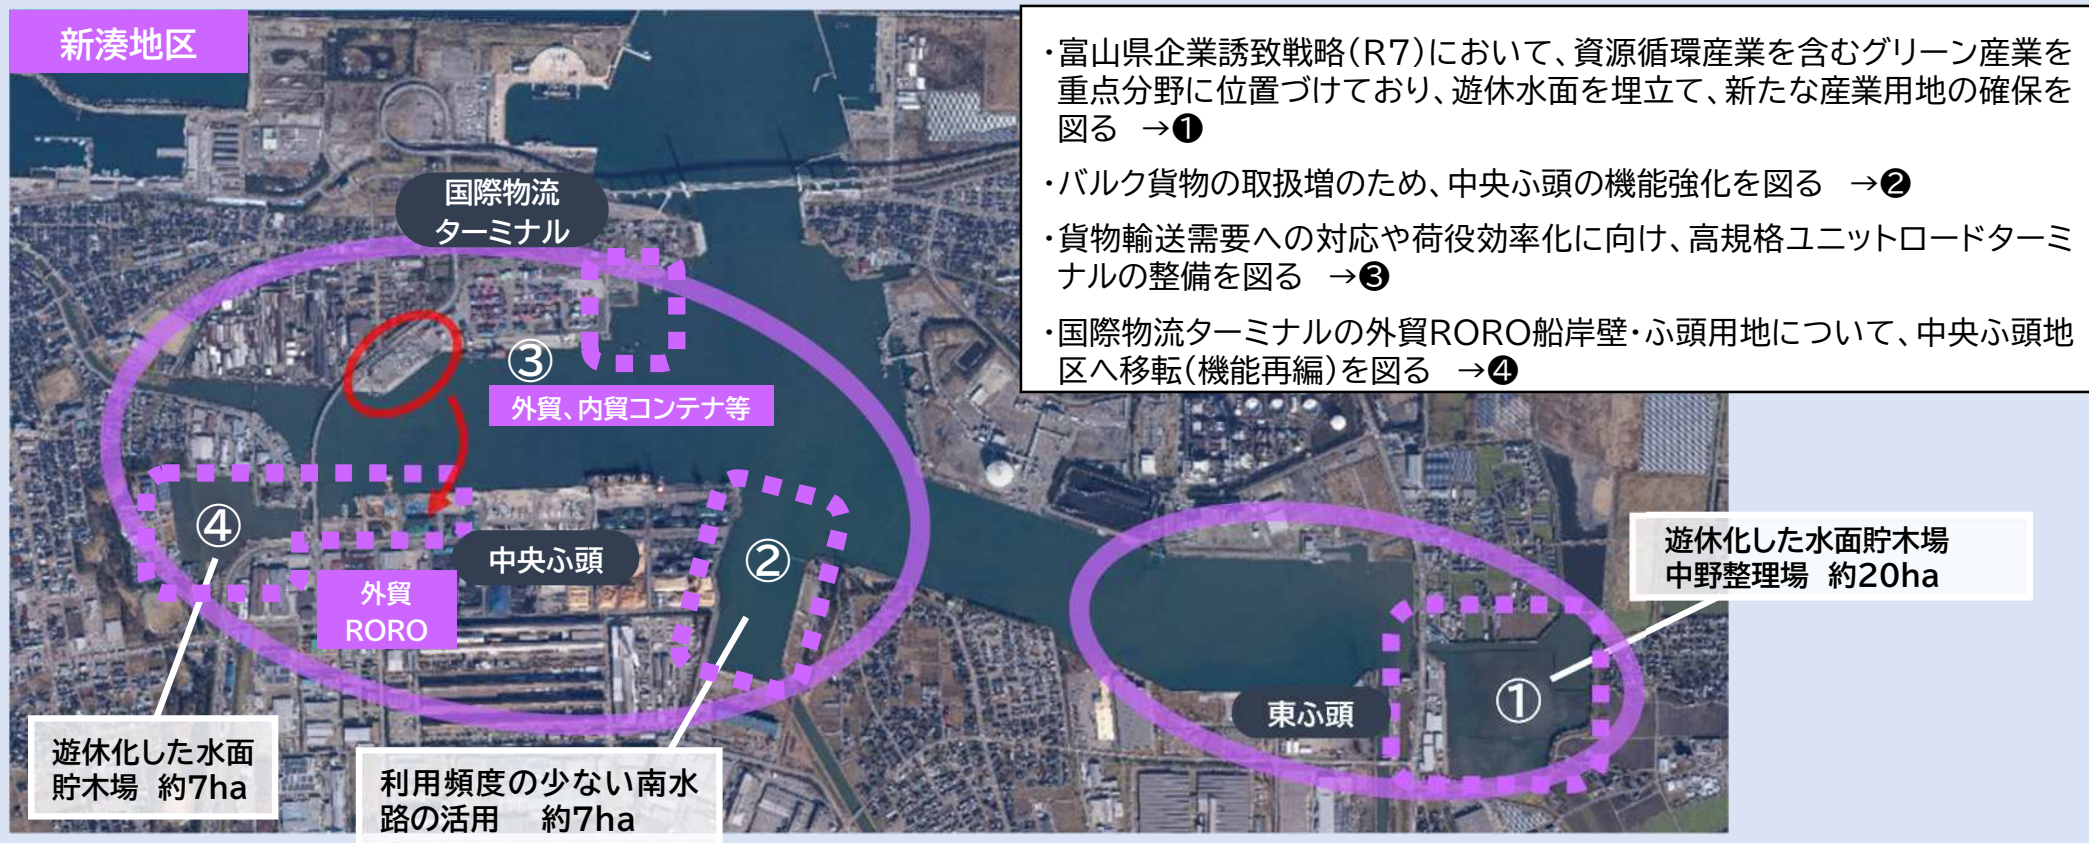 新湊地区
・富山県企業誘致戦略(R7)において、資源循環産業を含むグリーン産業を
重点分野に位置づけており、遊休水面を埋立て、新たな産業用地の確保を
図る →❶
・バルク貨物の取扱増のため、中央ふ頭の機能強化を図る →❷
・貨物輸送需要への対応や荷役効率化に向け、高規格ユニットロードターミ
ナルの整備を図る →❸
・国際物流ターミナルの外貿RORO船岸壁・ふ頭用地について、中央ふ頭地
区へ移転(機能再編)を図る →❹
国際物流
ターミナル
③
外貿、内貿コンテナ等
④
中央ふ頭
②
外貿
RORO
遊休化した水面貯木場
中野整理場 約20ha
①
東ふ頭
遊休化した水面
貯木場 約7ha
利用頻度の少ない南水
路の活用 約7ha